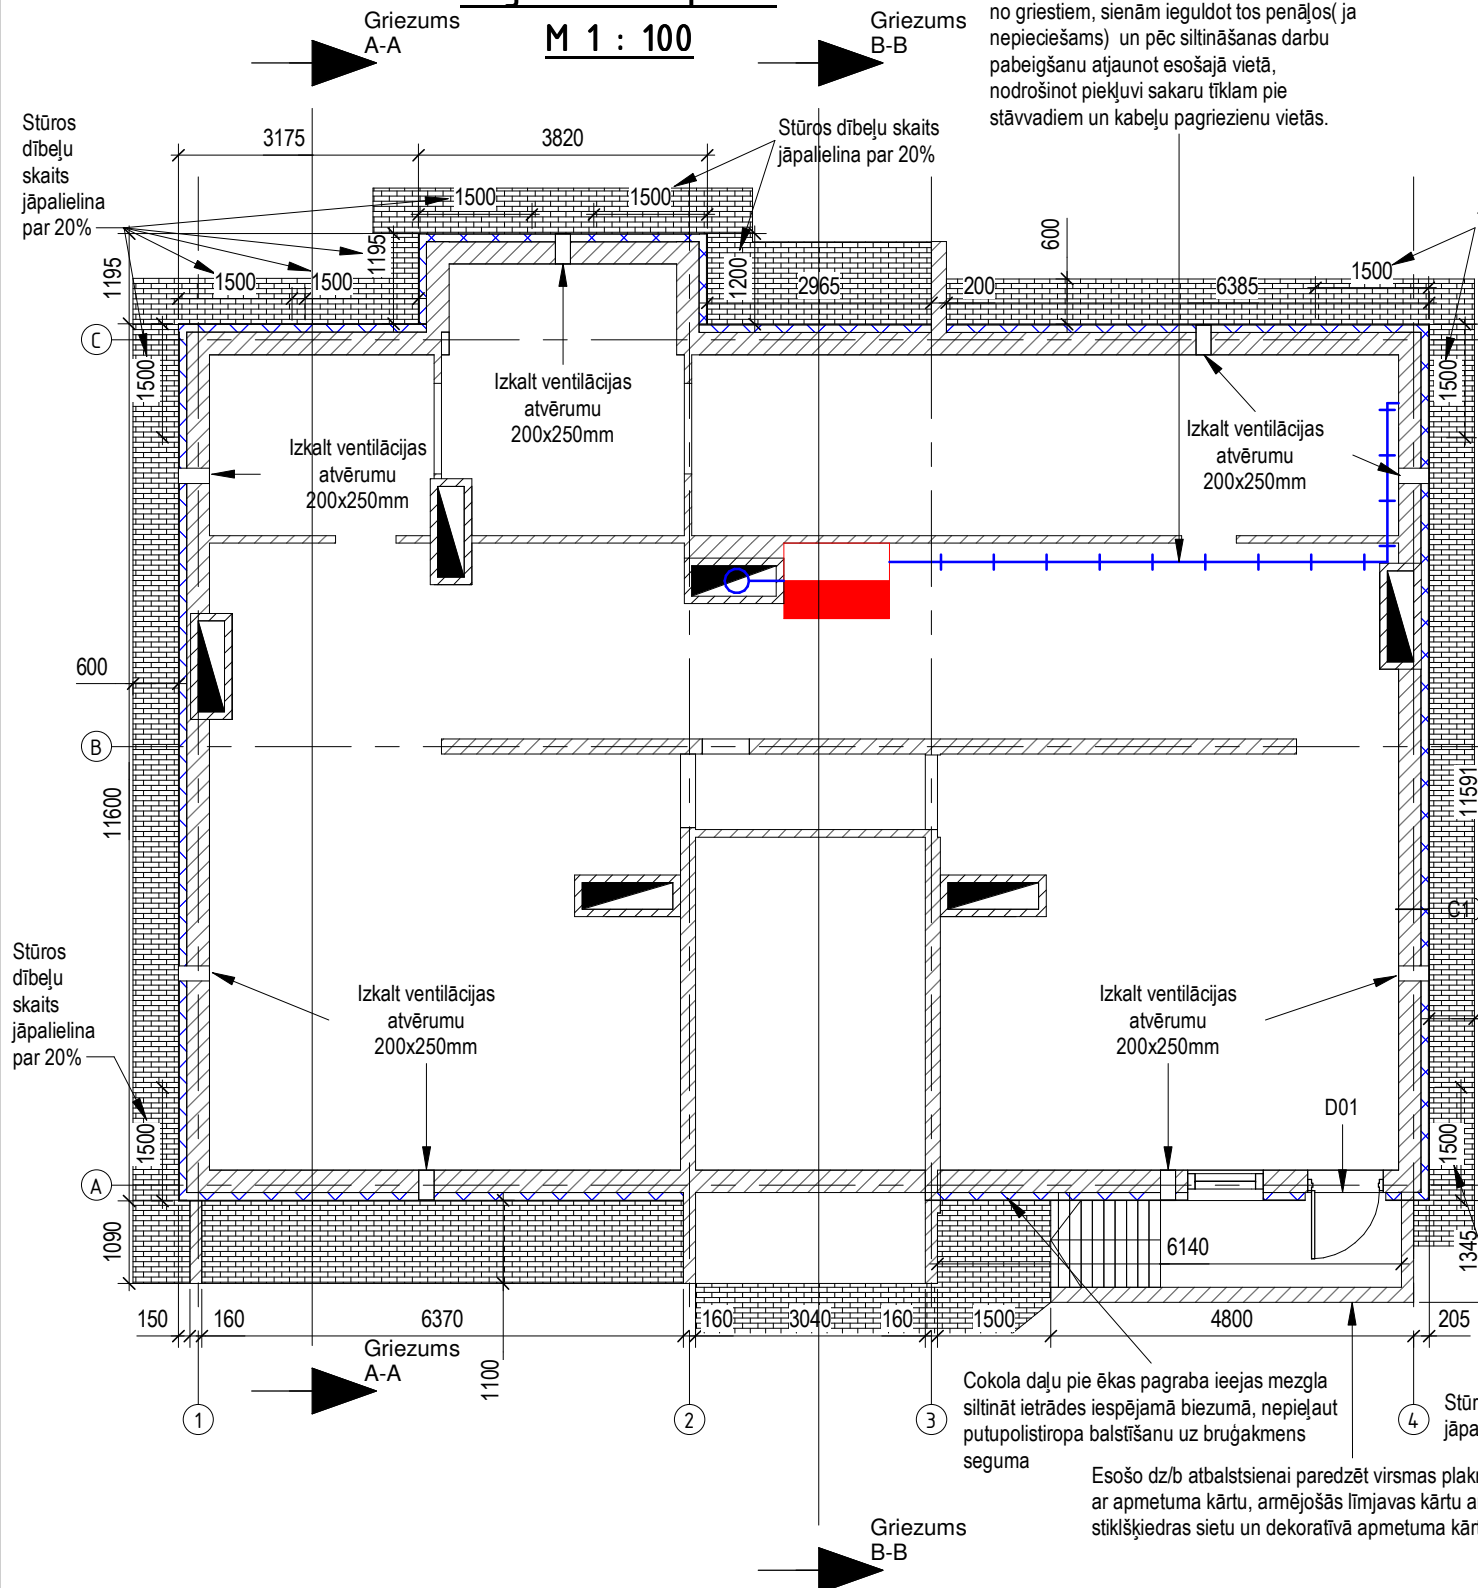 M 1 : 100
Griezums
A-A
Griezums
B-B
no griestiem, sienām ieguldot tos penāļos( ja
nepieciešams) un pēc siltināšanas darbu
pabeigšanu atjaunot esošajā vietā,
nodrošinot piekļuvi sakaru tīklam pie
stāvvadiem un kabeļu pagriezienu vietās.
Stūros
dībeļu
skaits
jāpalielina
par 20%
3175
3820
Stūros dībeļu skaits
jāpalielina par 20%
1500
1500
1195
1195
1500
1500
1200
2965
200
600
6385
1500
C
1500
1500
Izkalt ventilācijas
atvērumu
200x250mm
Izkalt ventilācijas
atvērumu
200x250mm
Izkalt ventilācijas
atvērumu
200x250mm
600
B
11600
11591
C1
Stūros
dībeļu
skaits
jāpalielina
par 20%
Izkalt ventilācijas
atvērumu
200x250mm
Izkalt ventilācijas
atvērumu
200x250mm
D01
1500
1500
A
1090
6140
1345
150
160
6370
160
3040
160
1500
4800
205
1100
Griezums
A-A
1
2
3
4
Cokola daļu pie ēkas pagraba ieejas mezgla
siltināt ietrādes iespējamā biezumā, nepieļaut
putupolistiropa balstīšanu uz bruģakmens
seguma
Stūr
jāpa
Esošo dz/b atbalstsienai paredzēt virsmas plakn
ar apmetuma kārtu, armējošās līmjavas kārtu ar
stiklšķiedras sietu un dekoratīvā apmetuma kārt
Griezums
B-B